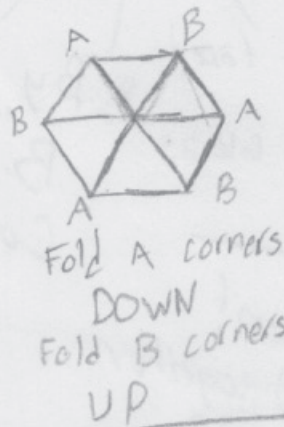 A B
B A
A B
Fold A corners
DOWN
Fold B corners
UP